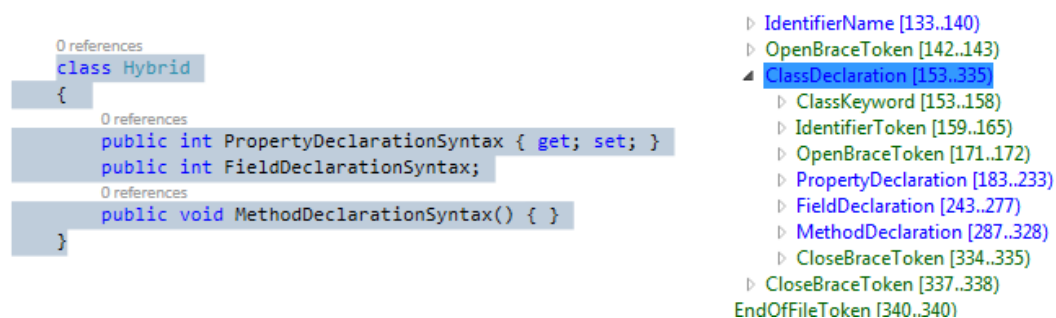 0 references
class Hybrid
{
0 references
public int PropertyDeclarationSyntax { get; set; }
public int FieldDeclarationSyntax;
0 references
public void MethodDeclarationSyntax() { }
}
IdentifierName [133..140)
OpenBraceToken [142..143)
ClassDeclaration [153..335)
ClassKeyword [153..158)
IdentifierToken [159..165)
OpenBraceToken [171..172)
PropertyDeclaration [183..233)
FieldDeclaration [243..277)
MethodDeclaration [287..328)
CloseBraceToken [334..335)
CloseBraceToken [337..338)
EndOfFileToken [340..340)